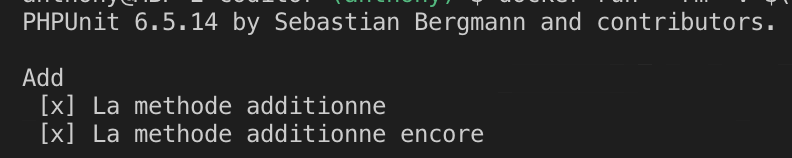 PHPUnit 6.5.14 by Sebastian Bergmann and contributors.
Add
[x] La methode additionne
[x] La methode additionne encore